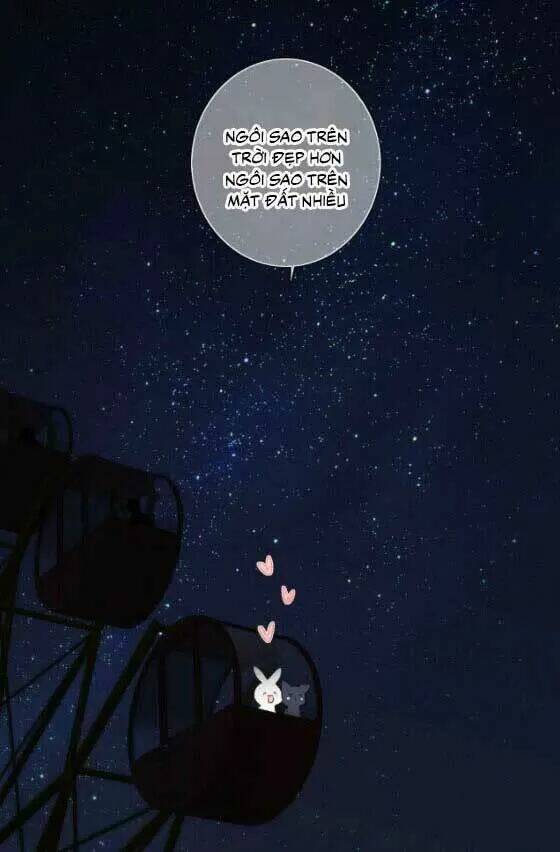 NGÔI SAO TRÊN
TRỜI ĐẸP HƠN
NGÔI SAO TRÊN
MẶT ĐẤT NHIỀU